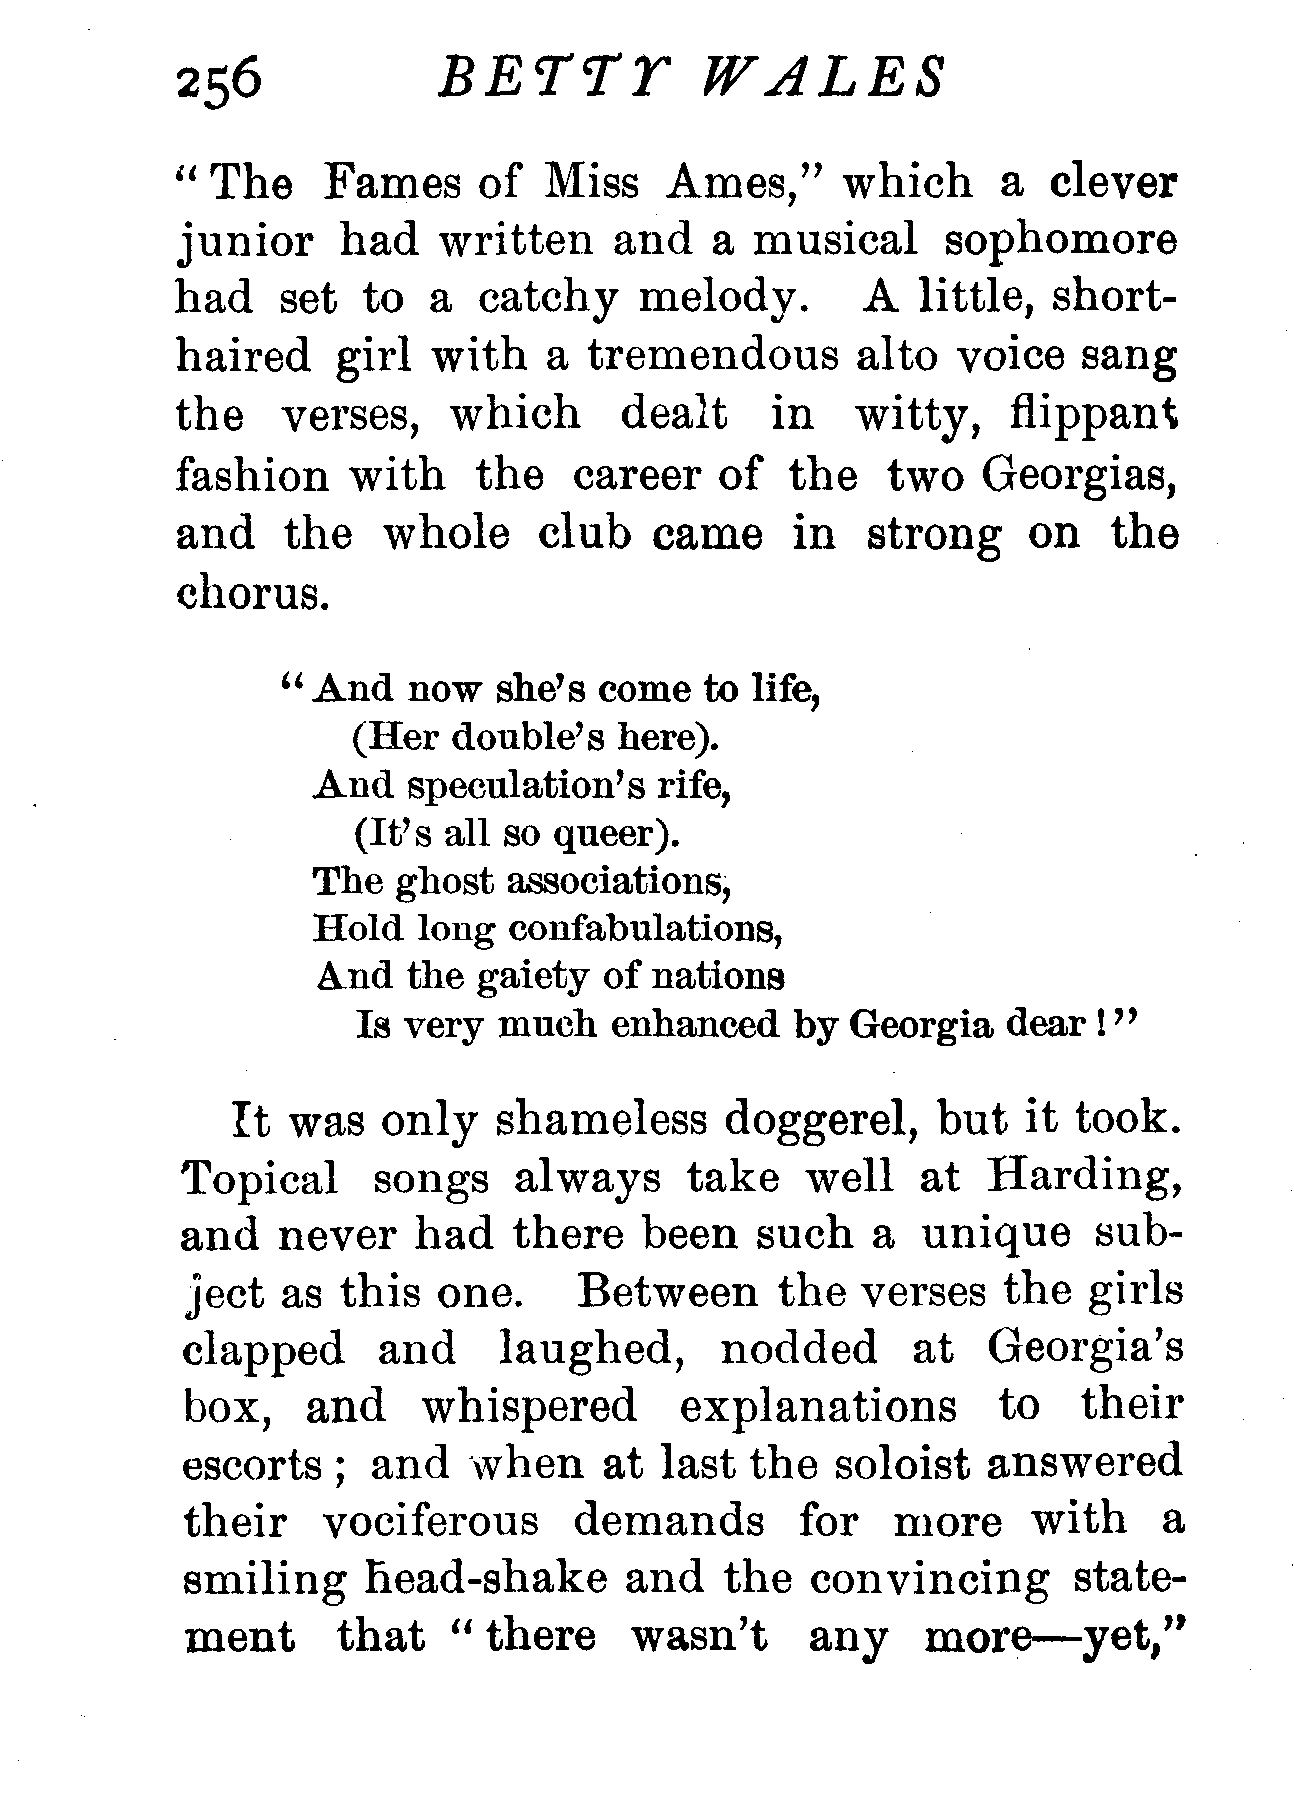 256 BETTY WALES
“ The Fames of Miss Ames,” which a clever
junior had written and a musical sophomore
had set to a catchy melody. A little, short-
haired girl with a tremendous alto voice sang
the verses, which dealt in witty, flippant
fashion with the career of the two Georgias,
and the whole club came in strong on the
chorus.
“ And now she’s come to life,
(Her double’s here).
And speculation’s rife,
(It’s all so queer).
The ghost associations,
Hold long confabulations,
And the gaiety of nations
Is very much enhanced by Georgia dear ! ”
It was only shameless doggerel, but it took.
Topical songs always take well at Harding,
and never had there been such a unique sub-
ject as this one. Between the verses the girls
clapped and laughed, nodded at Georgia’s
box, and whispered explanations to their
escorts ; and when at last the soloist answered
their vociferous demands for more with a
smiling head-shake and the convincing state-
ment that “ there wasn’t any more—yet,”